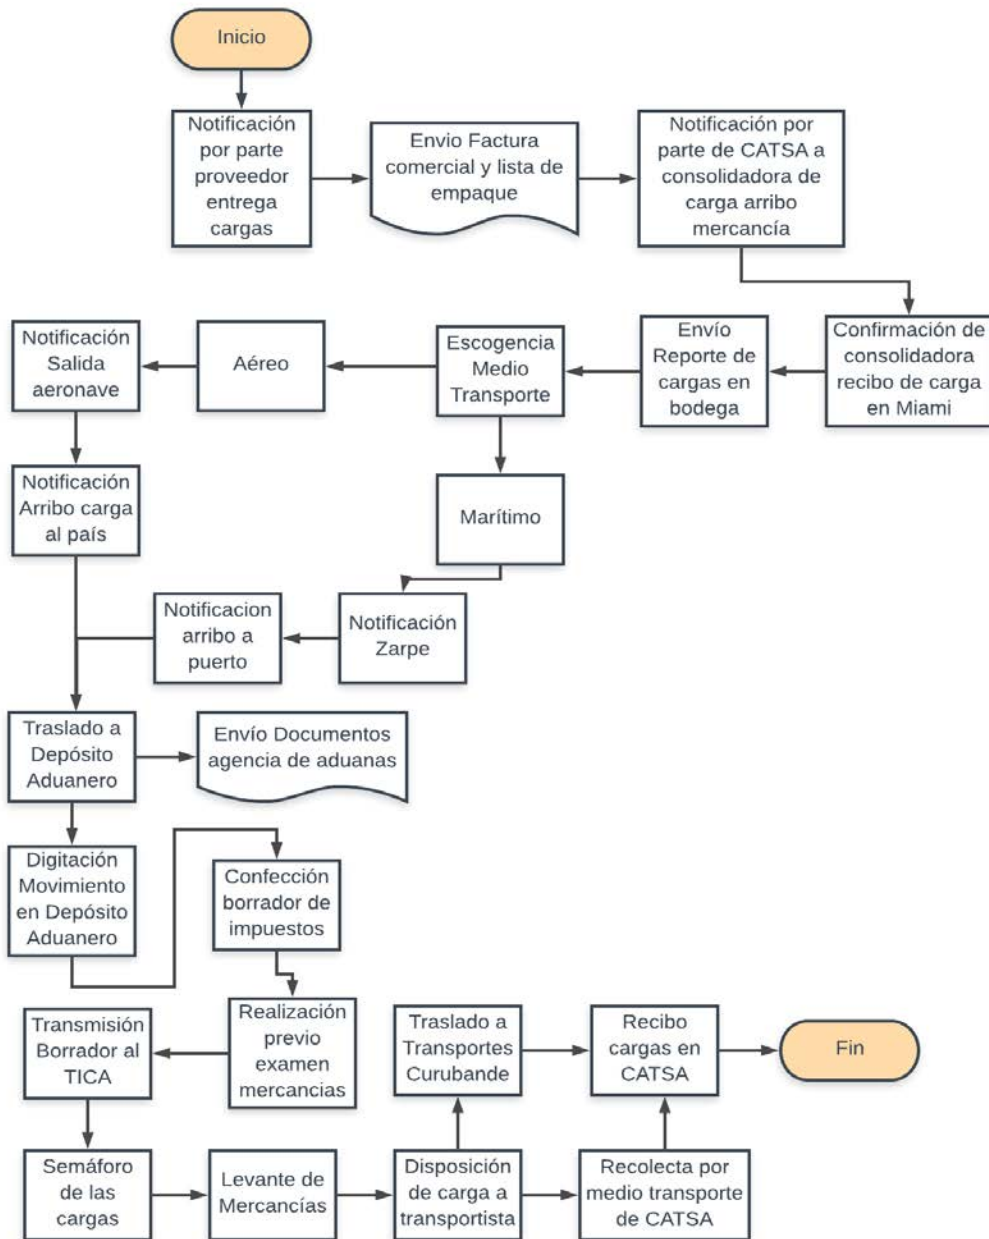 Inicio
Notificación
por parte
proveedor
entrega
cargas
Envio Factura
comercial y lista de
empaque
Notificación por
parte de CATSA a
consolidadora de
carga arribo
mercancía
Confirmación de
consolidadora
recibo de carga
en Miami
Envío
Reporte de
cargas en
bodega
Escogencia
Medio
Transporte
Aéreo
Notificación
Salida
aeronave
Notificación
Arribo carga
al país
Marítimo
Notificación
Zarpe
Notificacion
arribo a
puerto
Traslado a
Depósito
Aduanero
Envío Documentos
agencia de aduanas
Digitación
Movimiento
en Depósito
Aduanero
Confección
borrador de
impuestos
Realización
previo
examen
mercancias
Transmisión
Borrador al
TICA
Semáforo
de las
cargas
Levante de
Mercancías
Disposición
de carga a
transportista
Traslado a
Transportes
Curubande
Recolecta por
medio transporte
de CATSA
Recibo
cargas en
CATSA
Fin